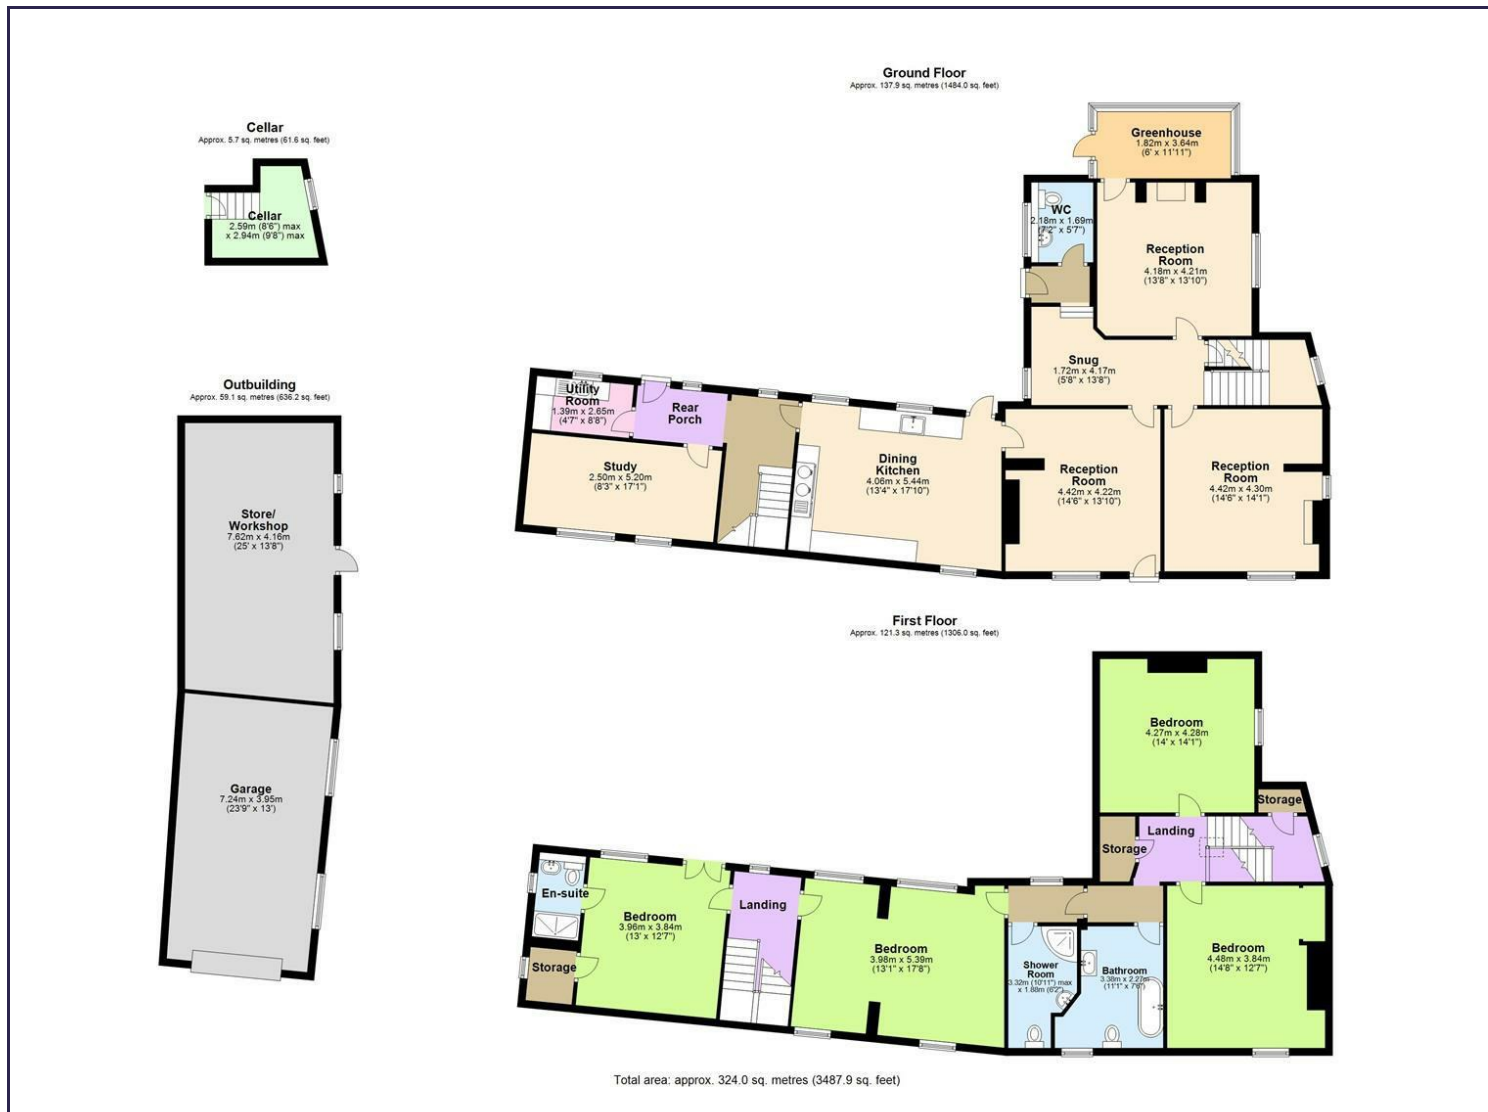 Ground Floor
Approx. 137.9 sq. metres (1484.0 sq. feet)
Cellar
Approx. 5.7 sq. metres (61.6 sq. feet)
Cellar
2.59m (8'6") max
x 2.94m (9'8") max
Greenhouse
1.82m x 3.64m
(6' x 11'11")
WC
2.18m x 1.69m
(7'2" x 5'7")
Reception
Room
4.18m x 4.21m
(13'8" x 13'10")
Snug
1.72m x 4.17m
(5'8" x 13'8")
Utility
Room
1.39m x 2.65m
(4'7" x 8'8")
Rear
Porch
Study
2.50m x 5.20m
(8'3" x 17'1")
Dining
Kitchen
4.06m x 5.44m
(13'4" x 17'10")
Reception
Room
4.42m x 4.22m
(14'6" x 13'10")
Reception
Room
4.42m x 4.30m
(14'6" x 14'1")
Outbuilding
Approx. 59.1 sq. metres (636.2 sq. feet)
Store/
Workshop
7.62m x 4.16m
(25' x 13'8")
Garage
7.24m x 3.95m
(23'9" x 13')
First Floor
Approx. 121.3 sq. metres (1306.0 sq. feet)
Bedroom
4.27m x 4.28m
(14' x 14'1")
Storage
Landing
Storage
En-suite
Bedroom
3.96m x 3.84m
(13' x 12'7")
Storage
Landing
Bedroom
3.98m x 5.39m
(13'1" x 17'8")
Shower
Room
3.32m (10'11") max
x 1.88m (6'2")
Bathroom
3.38m x 2.27m
(11'1" x 7'6")
Bedroom
4.48m x 3.84m
(14'8" x 12'7")
Total area: approx. 324.0 sq. metres (3487.9 sq. feet)